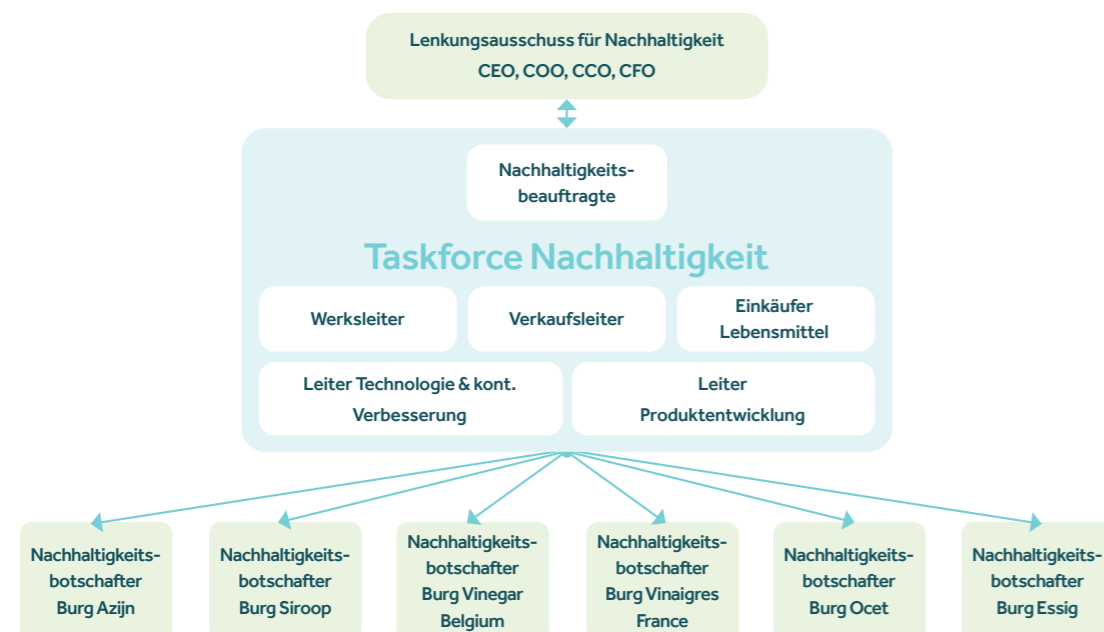 Lenkungsausschuss für Nachhaltigkeit
CEO, COO, CCO, CFO
Nachhaltigkeits-
beauftragte
Taskforce Nachhaltigkeit
Werksleiter
Verkaufsleiter
Einkäufer
Lebensmittel
Leiter Technologie & kont.
Verbesserung
Leiter
Produktentwicklung
Nachhaltigkeits-
botschafter
Burg Azijn
Nachhaltigkeits-
botschafter
Burg Siroop
Nachhaltigkeits-
botschafter
Burg Vinegar
Belgium
Nachhaltigkeits-
botschafter
Burg Vinaigres
France
Nachhaltigkeits-
botschafter
Burg Ocet
Nachhaltigkeits-
botschafter
Burg Essig